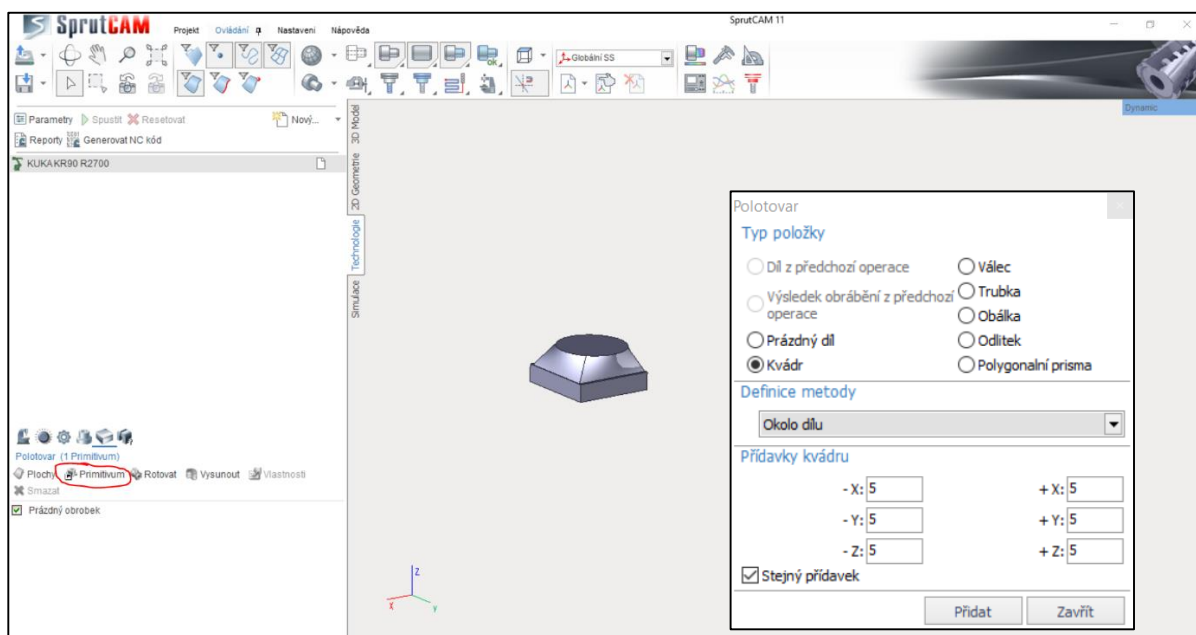 SprutCAM 11
SprutCAM
Projekt Ovládání Nastavení Nápověda
Globální SS
Dynamic
Parametry Spustit Resetovat Nový...
Reporty Generovat NC kód
KUKA KR90 R2700
3D Model
2D Geometrie
Technologie
Simulace
Polotovar (1 Primitivum)
Plochy Primitivum Rotovat Vysunout Vlastnosti
Smazat
Prázdný obrobek
Z
X
Y
Polotovar
Typ položky
Díl z předchozí operace
Výsledek obrábění z předchozí
operace
Prázdný díl
Kvádr
Válec
Trubka
Obálka
Odlitek
Polygonalní prisma
Definice metody
Okolo dílu
Přídavky kvádru
- X: 5 + X: 5
- Y: 5 + Y: 5
- Z: 5 + Z: 5
Stejný přídavek
Přidat Zavřít